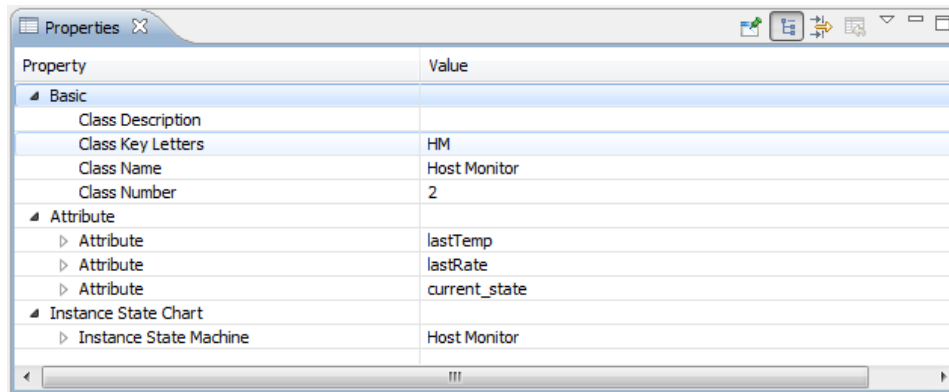 Properties
Property Value
Basic
Class Description
Class Key Letters HM
Class Name Host Monitor
Class Number 2
Attribute
Attribute lastTemp
Attribute lastRate
Attribute current_state
Instance State Chart
Instance State Machine Host Monitor